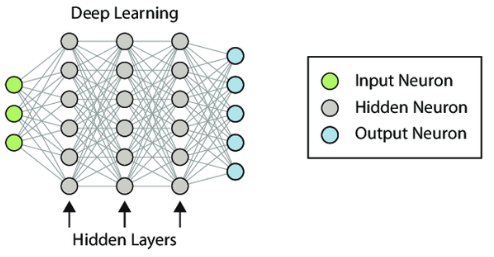 Deep Learning
Input Neuron
Hidden Neuron
Output Neuron
Hidden Layers